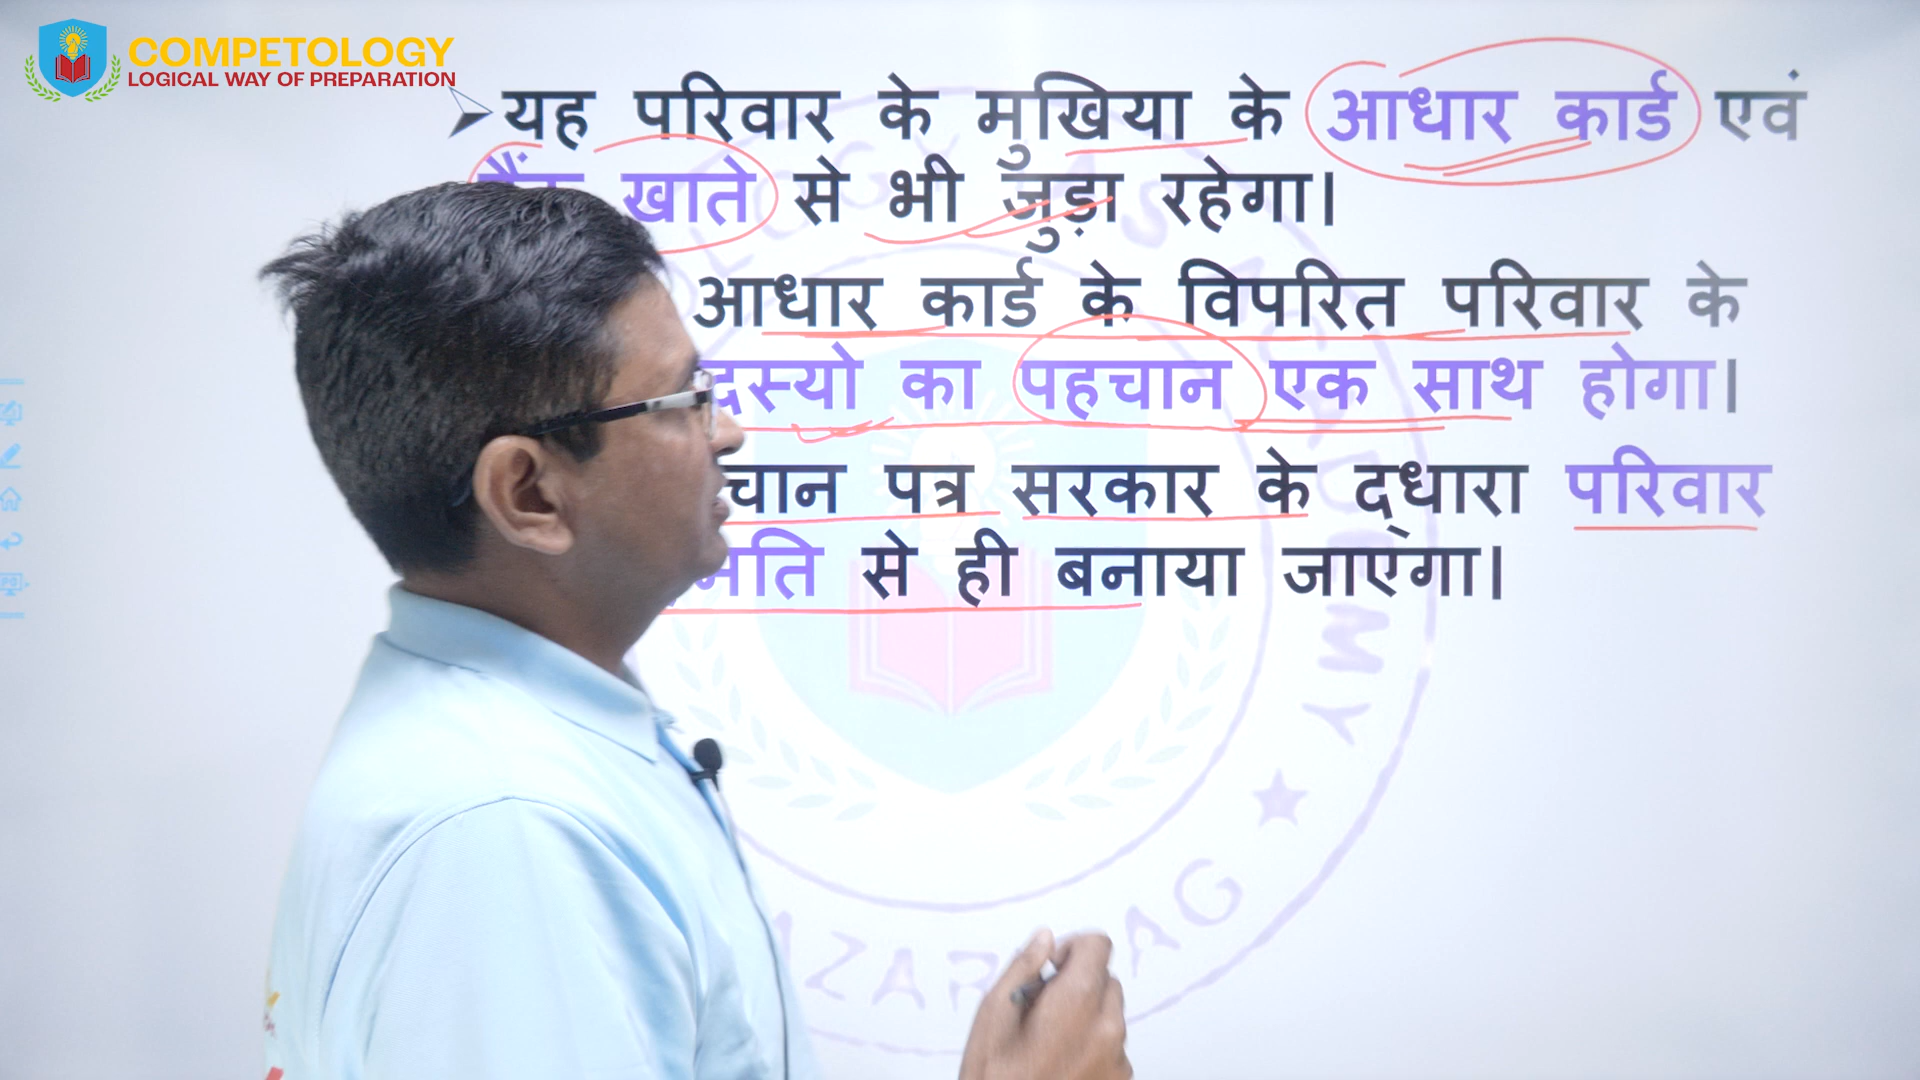 COMPETOLOGY
LOGICAL WAY OF PREPARATION
यह परिवार के मुखिया के आधार कार्ड एवं
खाते से भी जुड़ा रहेगा।
आधार कार्ड के विपरित परिवार के
दस्यो का पहचान एक साथ होगा।
चान पत्र सरकार के द्धारा परिवार
मति से ही बनाया जाएगा।